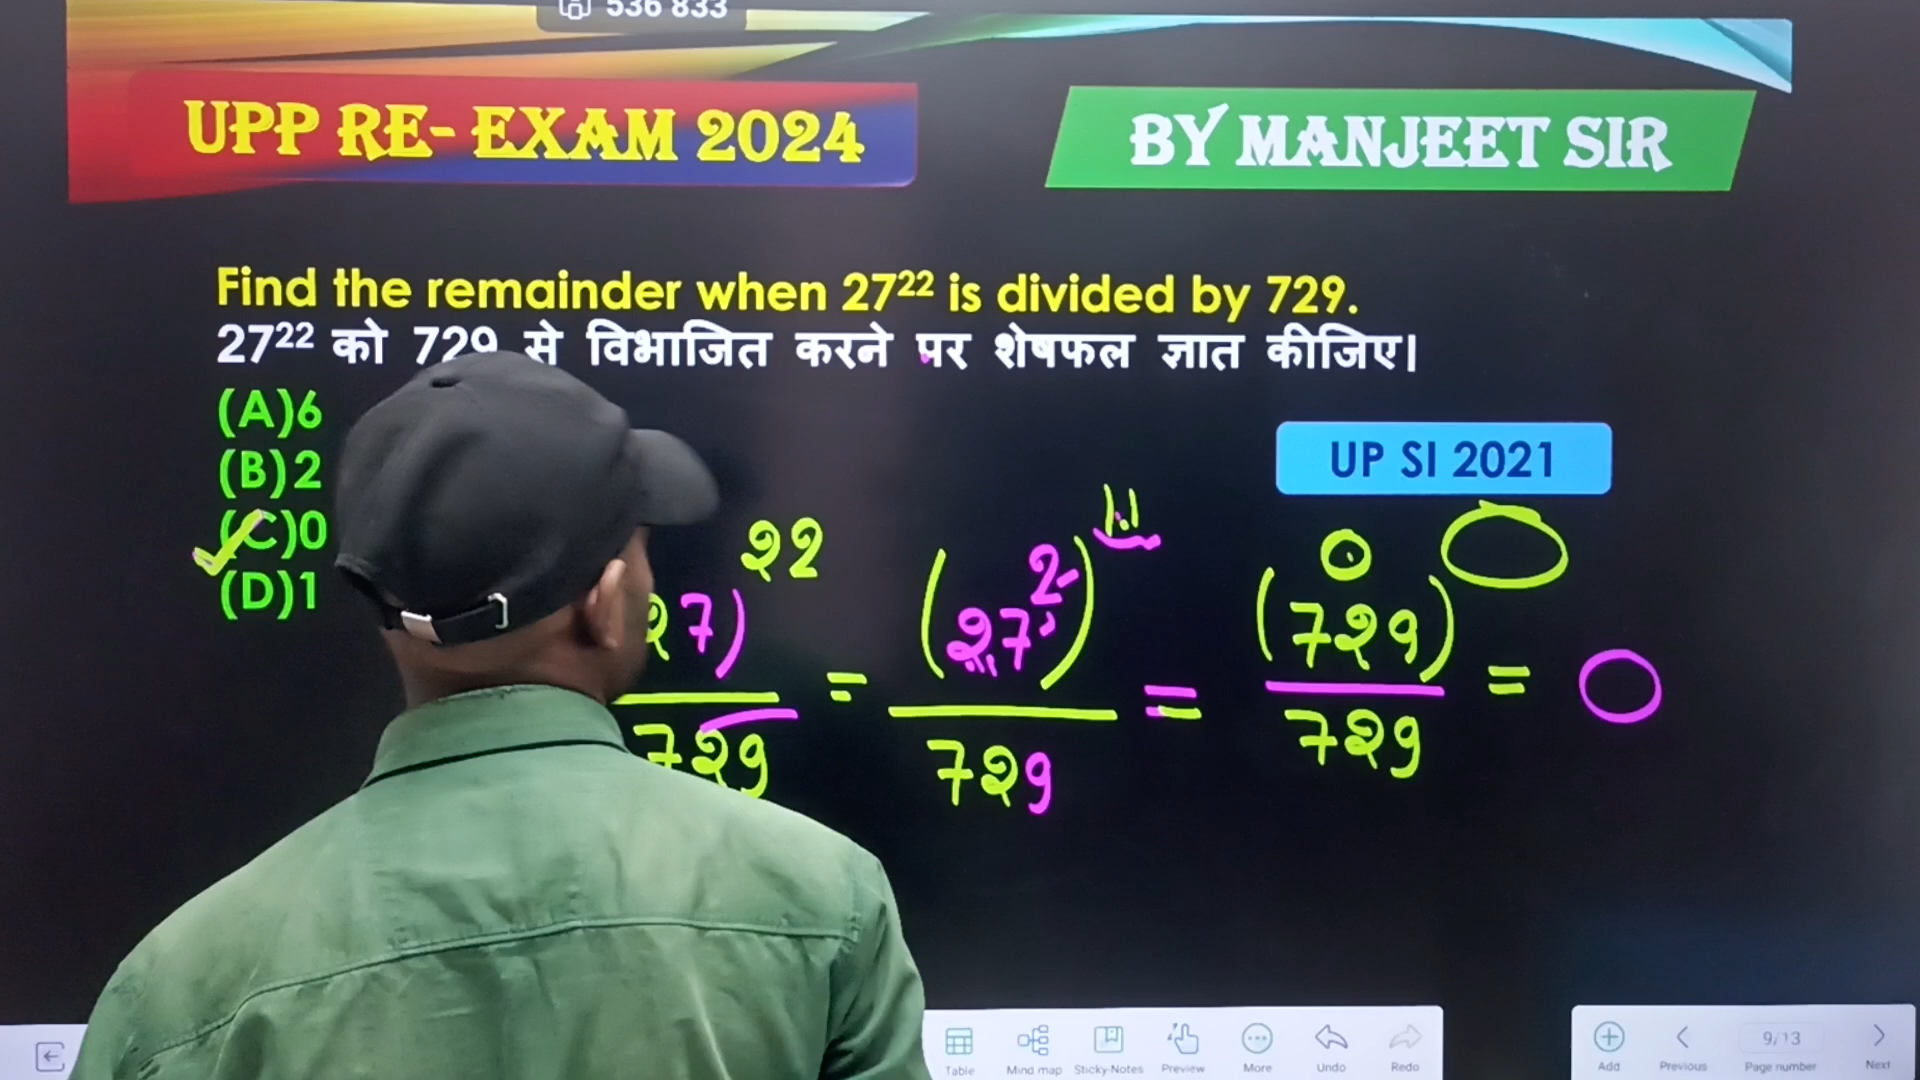 536 833
UPP RE- EXAM 2024
BY MANJEET SIR
Find the remainder when 27²² is divided by 729.
27²² को 729 से विभाजित करने पर शेषफल ज्ञात कीजिए।
(A)6
(B)2
(C)0
(D)1
UP SI 2021
27)²² / 729 = (27²)¹¹ / 729 = (729) / 729 = 0
0
Table Mind map Sticky-Notes Preview More Undo Redo
Add Previous 9/13 Page number Next